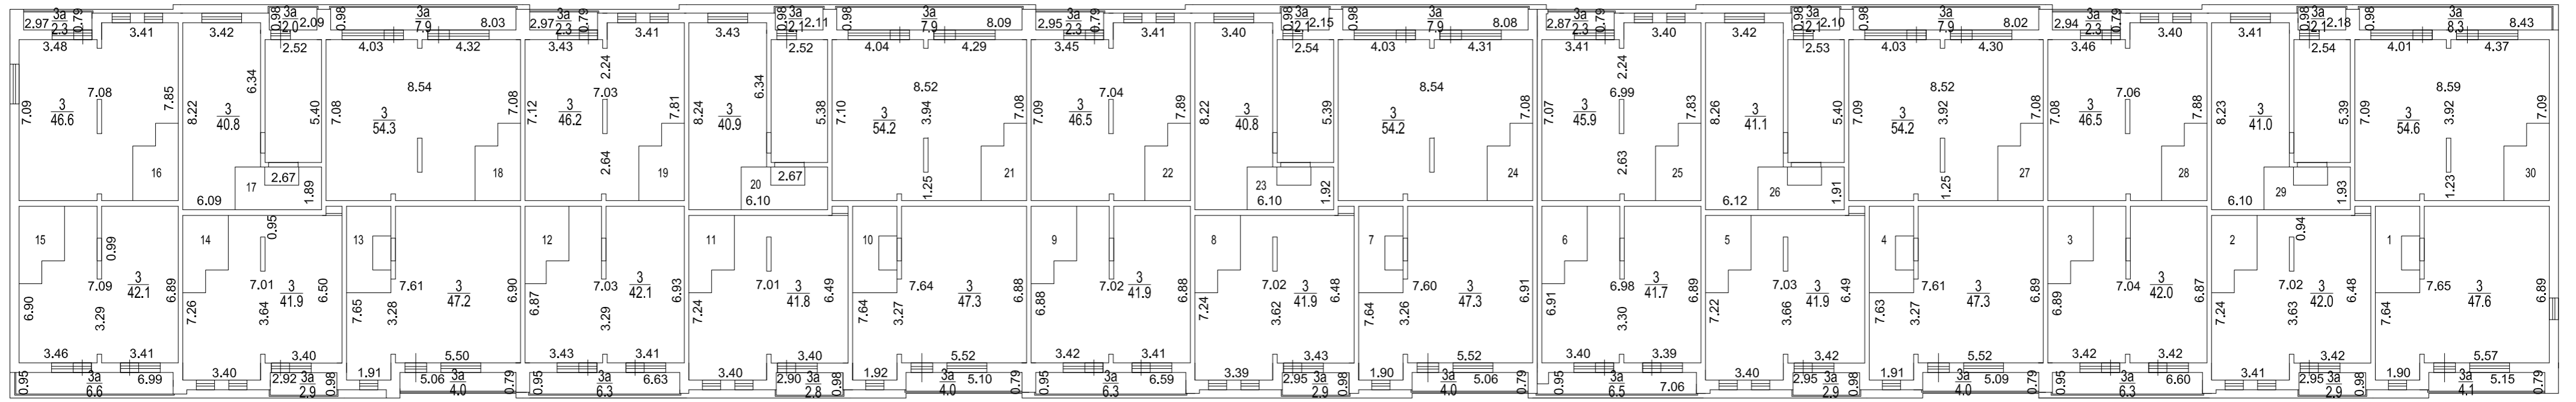 2.97 3а 2.3 0.79 3.48 3.41 7.09 3 46.6 7.08 7.85 16
3.42 0.98 3а 2.0 2.09 2.52 6.34 8.22 3 40.8 5.40 17 2.67 6.09 1.89
0.98 3а 7.9 8.03 4.03 4.32 8.54 7.08 3 54.3 7.08 18
2.97 3а 2.3 0.79 3.43 3.41 2.24 7.03 7.12 3 46.2 7.81 2.64 19
3.43 0.98 3а 2.1 2.11 2.52 6.34 8.24 3 40.9 5.38 20 2.67 6.10
0.98 3а 7.9 8.09 4.04 4.29 8.52 7.10 3 54.2 3.94 7.08 1.25 21
2.95 3а 2.3 0.79 3.45 3.41 7.09 3 46.5 7.04 7.89 22
3.40 0.98 3а 2.1 2.15 2.54 8.22 3 40.8 5.39 23 6.10 1.92
0.98 3а 7.9 8.08 4.03 4.31 8.54 3 54.2 7.08 24
2.87 3а 2.3 0.79 3.41 3.40 2.24 6.99 7.07 3 45.9 7.83 2.63 25
3.42 0.98 3а 2.1 2.10 2.53 8.26 3 41.1 5.40 26 6.12 1.91
0.98 3а 7.9 8.02 4.03 4.30 8.52 7.09 3 54.2 3.92 7.08 1.25 27
2.94 3а 2.3 0.79 3.46 3.40 7.08 3 46.5 7.06 7.88 28
3.41 0.98 3а 2.1 2.18 2.54 8.23 3 41.0 5.39 29 6.10 1.93
0.98 3а 8.3 8.43 4.01 4.37 8.59 7.09 3 54.6 3.92 7.09 1.23 30
15 0.99 7.09 3 42.1 6.90 6.89 3.29 3.46 3.41 0.95 3а 6.6 6.99
14 0.95 7.01 3 41.9 6.50 7.26 3.64 3.40 3.40 2.92 3а 2.9 0.98
13 7.61 3 47.2 6.90 7.65 3.28 1.91 5.50 5.06 3а 4.0 0.79
12 7.03 3 42.1 6.87 6.93 3.29 3.43 3.41 0.95 3а 6.3 6.63
11 7.01 3 41.8 6.49 7.24 3.40 3.40 2.90 3а 2.8 0.98
10 7.64 3 47.3 6.88 7.64 3.27 1.92 5.52 3а 4.0 5.10 0.79
9 7.02 3 41.9 6.88 6.88 3.42 3.41 0.95 3а 6.3 6.59
8 7.02 3 41.9 6.48 7.24 3.62 3.39 3.43 2.95 3а 2.9 0.98
7 7.60 3 47.3 6.91 7.64 3.26 1.90 5.52 3а 4.0 5.06 0.79
6 6.98 3 41.7 6.91 6.89 3.30 3.40 3.39 0.95 3а 6.5 7.06
5 7.03 3 41.9 6.49 7.22 3.66 3.40 3.42 2.95 3а 2.9 0.98
4 7.61 3 47.3 6.89 7.63 3.27 1.91 5.52 3а 4.0 5.09 0.79
3 7.04 3 42.0 6.89 6.87 3.42 3.42 0.95 3а 6.3 6.60
2 0.94 7.02 3 42.0 6.48 7.24 3.63 3.41 3.42 2.95 3а 2.9 0.98
1 7.65 3 47.6 6.89 7.64 1.90 5.57 3а 4.1 5.15 0.79